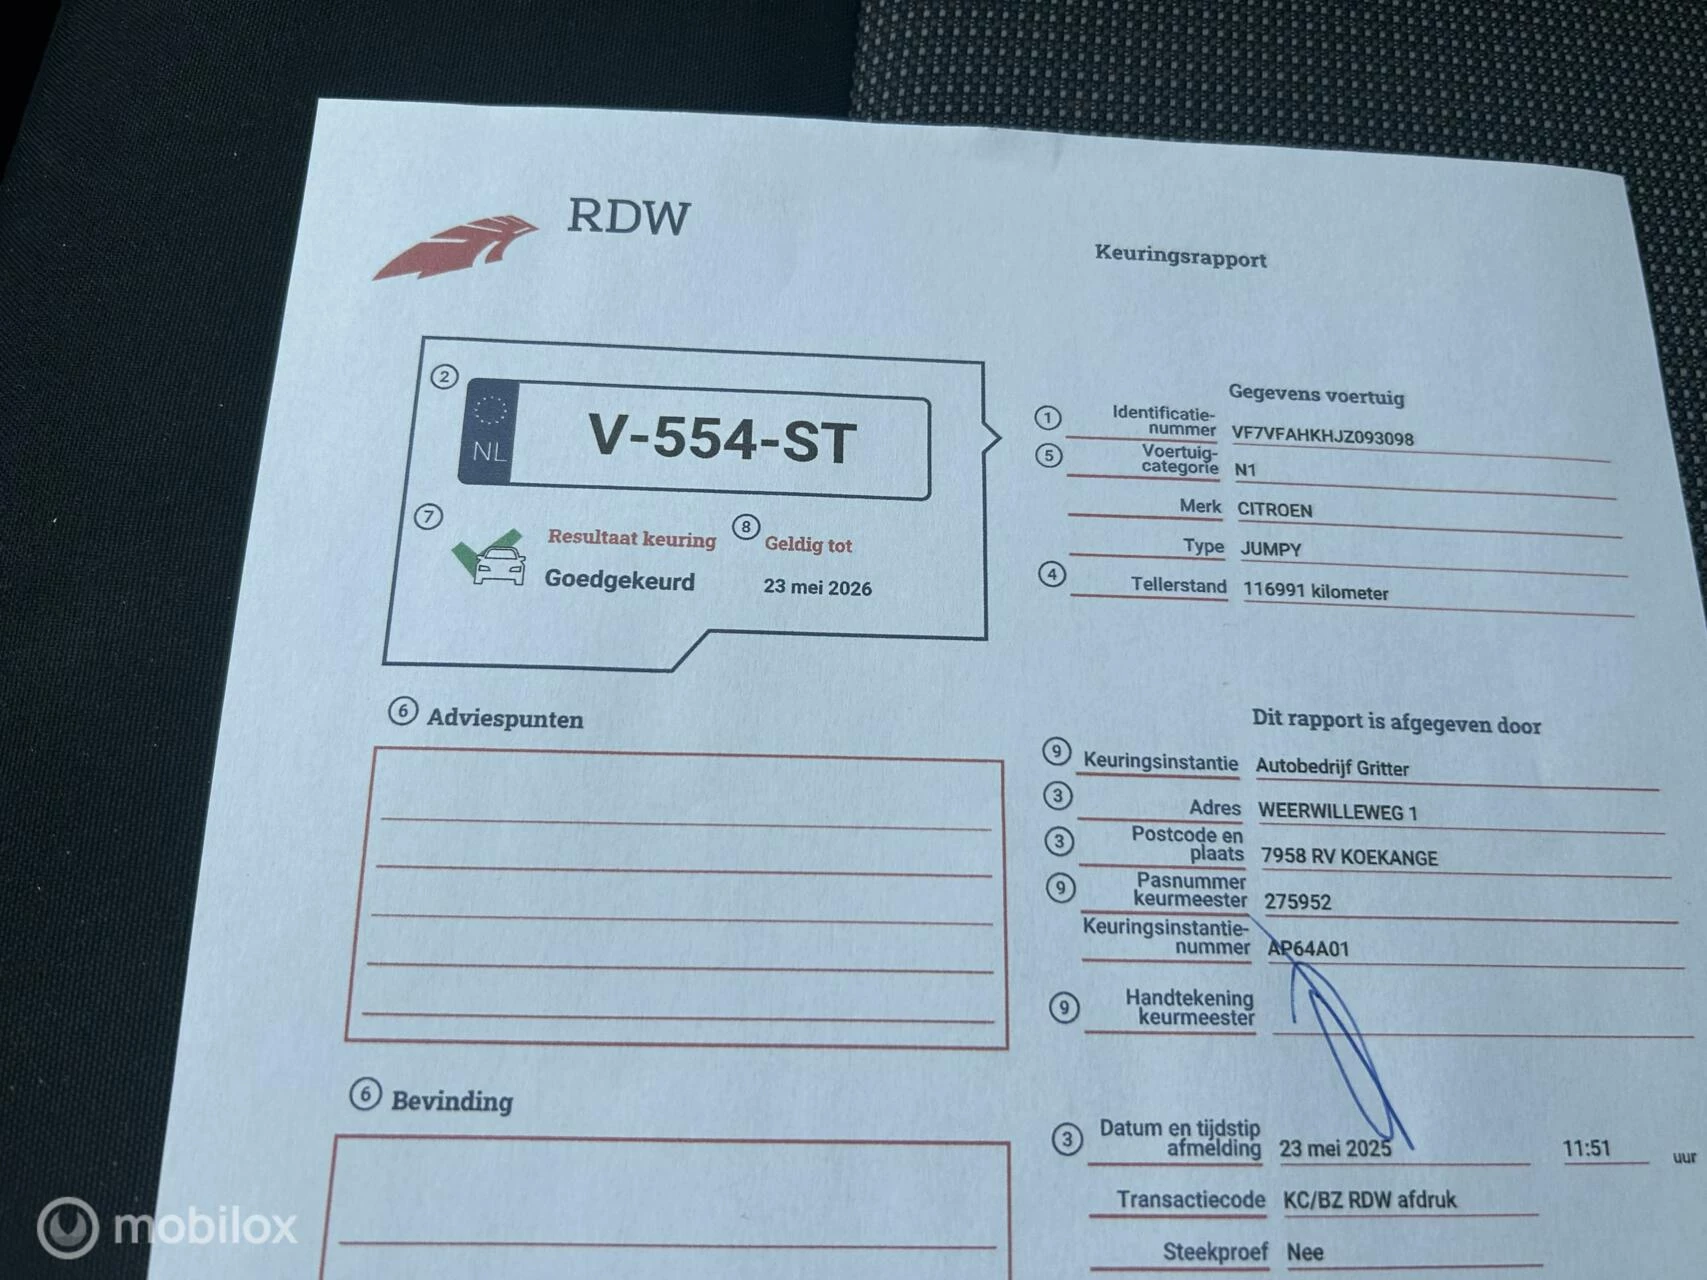 RDW
Keuringsrapport
2
NL
V-554-ST
7
Resultaat keuring
Goedgekeurd
8
Geldig tot
23 mei 2026
Gegevens voertuig
1
Identificatie-
nummer VF7VFAHKHJZ093098
5
Voertuig-
categorie N1
Merk CITROEN
Type JUMPY
4 Tellerstand 116991 kilometer
6 Adviespunten
Dit rapport is afgegeven door
9 Keuringsinstantie Autobedrijf Gritter
3 Adres WEERWILLEWEG 1
3 Postcode en
plaats 7958 RV KOEKANGE
9 Pasnummer
keurmeester 275952
Keuringsinstantie-
nummer AP64A01
9 Handtekening
keurmeester
6 Bevinding
3 Datum en tijdstip
afmelding 23 mei 2025 11:51 uur
Transactiecode KC/BZ RDW afdruk
Steekproef Nee
mobilox